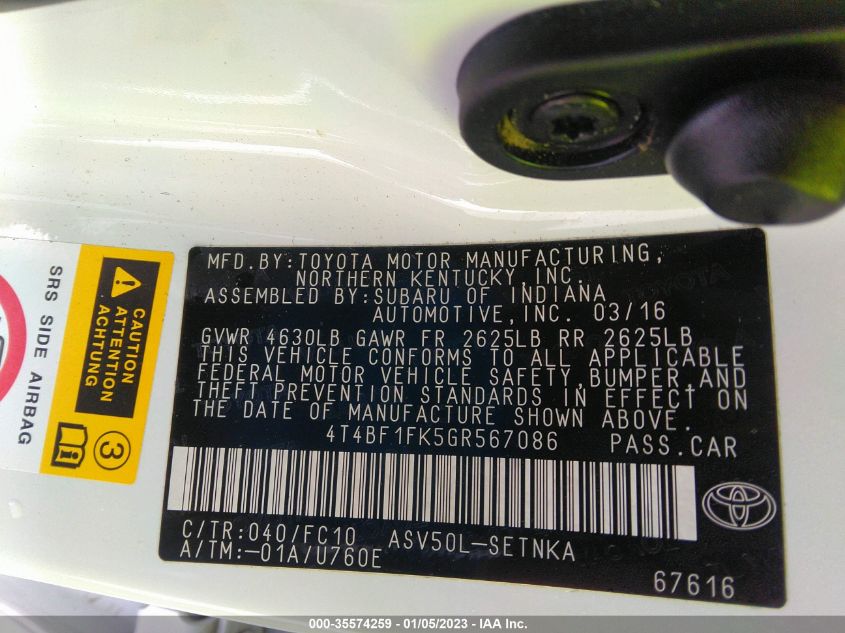 MFD. BY: TOYOTA MOTOR MANUFACTURING,
NORTHERN KENTUCKY, INC.
ASSEMBLED BY: SUBARU OF INDIANA
AUTOMOTIVE, INC. 03/16
GVWR 4630LB GAWR FR 2625LB RR 2625LB
THIS VEHICLE CONFORMS TO ALL APPLICABLE
FEDERAL MOTOR VEHICLE SAFETY, BUMPER, AND
THEFT PREVENTION STANDARDS IN EFFECT ON
THE DATE OF MANUFACTURE SHOWN ABOVE.
4T4BF1FK5GR567086 PASS.CAR
C/TR: 040/FC10 ASV50L-SETNKA
A/TM: -01A/U760E
67616
CAUTION
ATTENTION
ACHTUNG
SRS SIDE AIRBAG
3
000-35574259 - 01/05/2023 - IAA Inc.